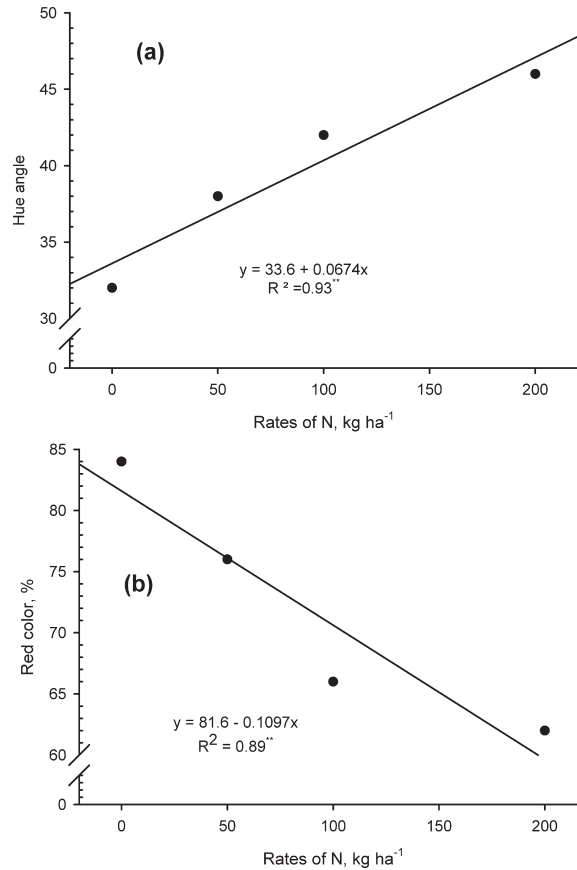 50
(a)
45
40
Hue angle
35
y = 33.6 + 0.0674x
R ² =0.93**
30
0
0 50 100 150 200
Rates of N, kg ha⁻¹
85
80
75
(b)
Red color, %
70
65
y = 81.6 - 0.1097x
R² = 0.89**
60
0
0 50 100 150 200
Rates of N, kg ha⁻¹